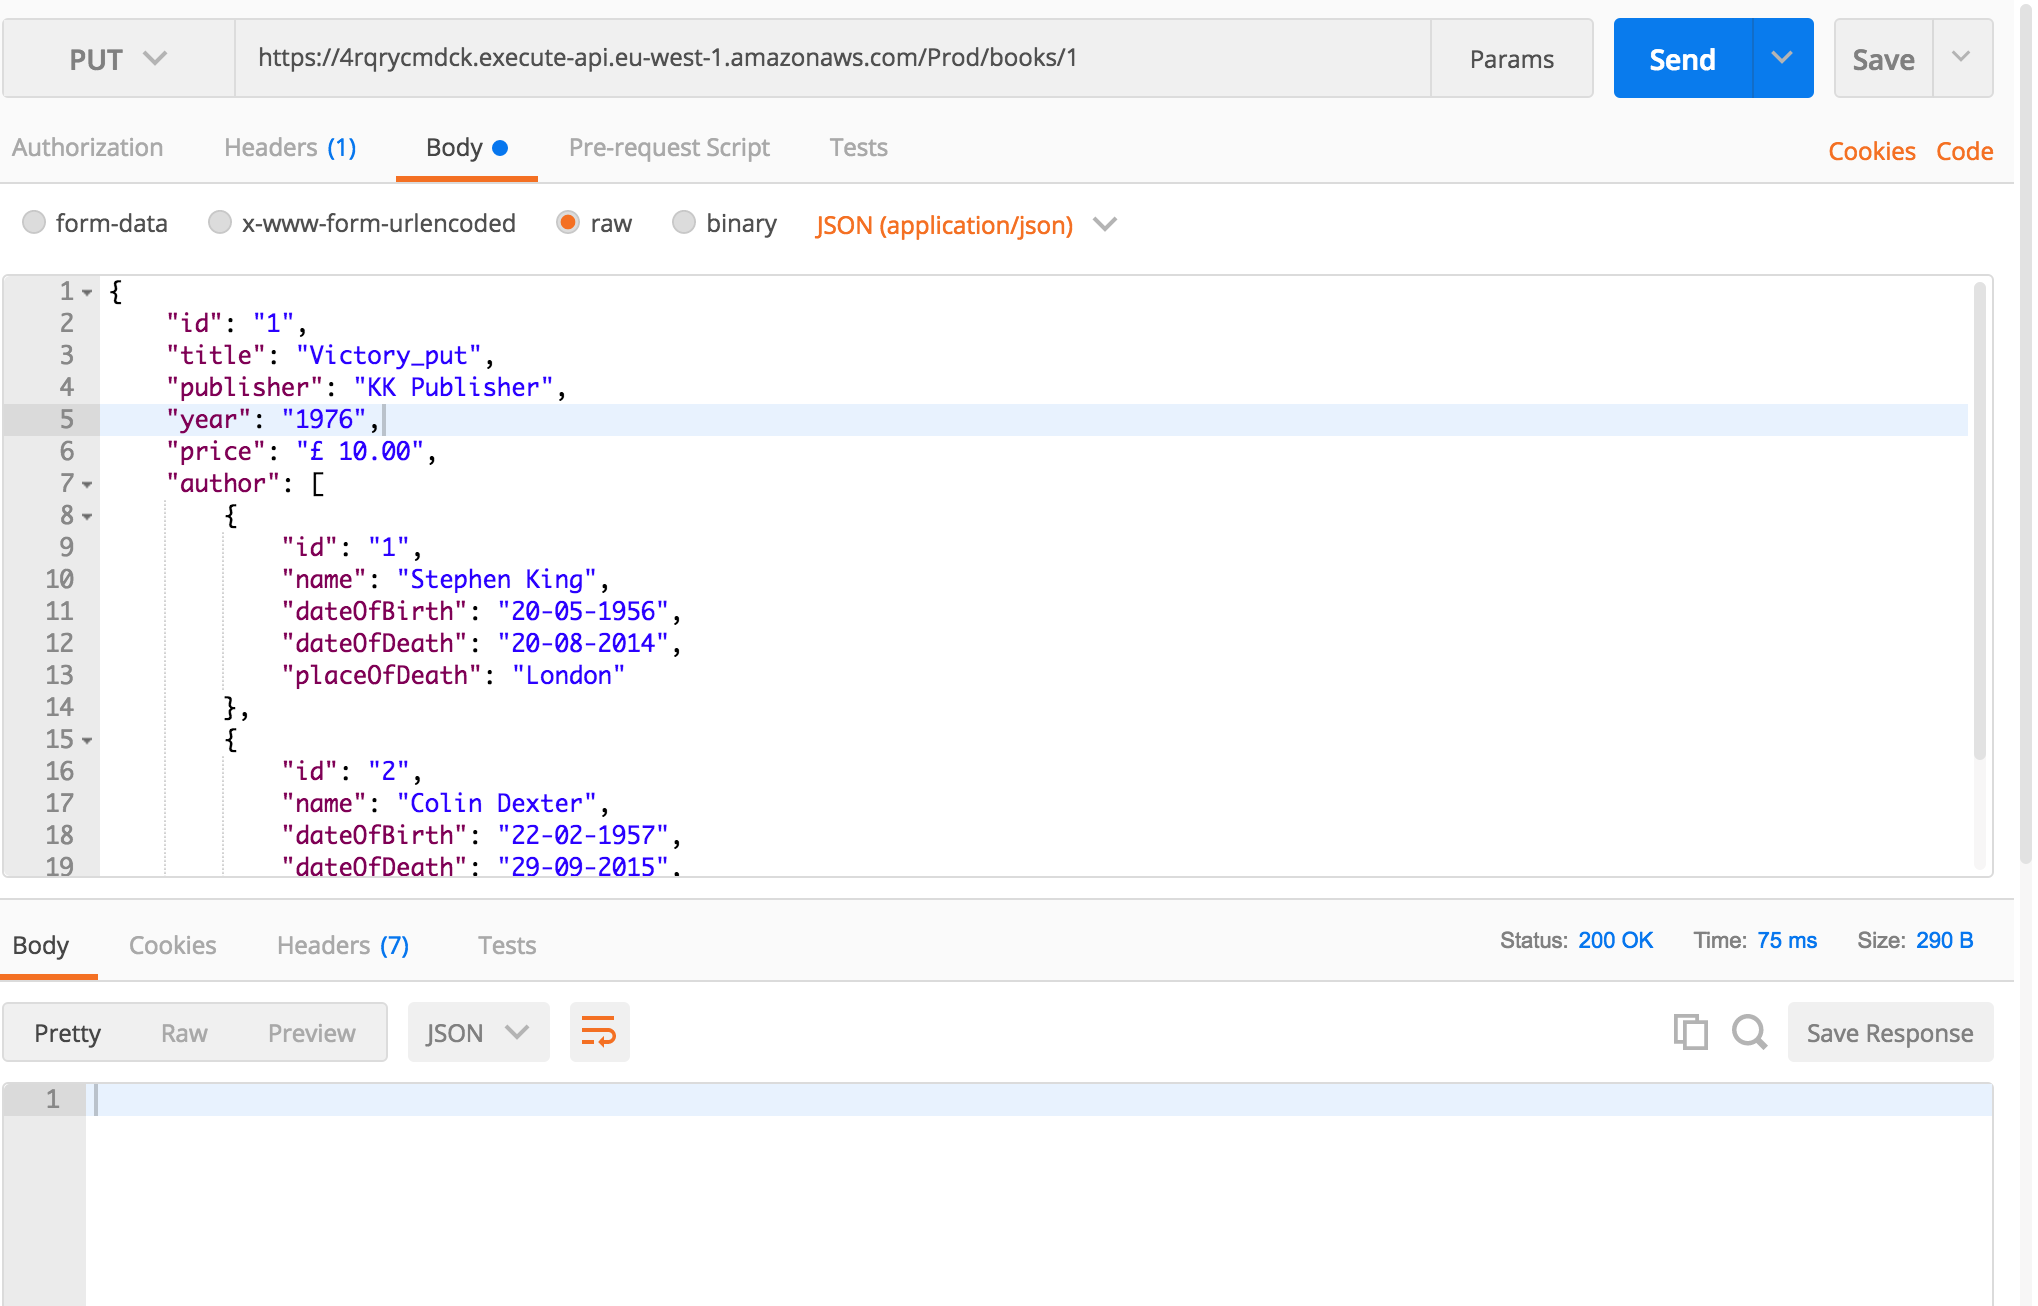 PUT https://4rqrycmdck.execute-api.eu-west-1.amazonaws.com/Prod/books/1 Params Send Save
Authorization Headers (1) Body Pre-request Script Tests Cookies Code
form-data x-www-form-urlencoded raw binary JSON (application/json)
1 {
2 "id": "1",
3 "title": "Victory_put",
4 "publisher": "KK Publisher",
5 "year": "1976",
6 "price": "£ 10.00",
7 "author": [
8 {
9 "id": "1",
10 "name": "Stephen King",
11 "dateOfBirth": "20-05-1956",
12 "dateOfDeath": "20-08-2014",
13 "placeOfDeath": "London"
14 },
15 {
16 "id": "2",
17 "name": "Colin Dexter",
18 "dateOfBirth": "22-02-1957",
19 "dateOfDeath": "29-09-2015",
Body Cookies Headers (7) Tests Status: 200 OK Time: 75 ms Size: 290 B
Pretty Raw Preview JSON Save Response
1